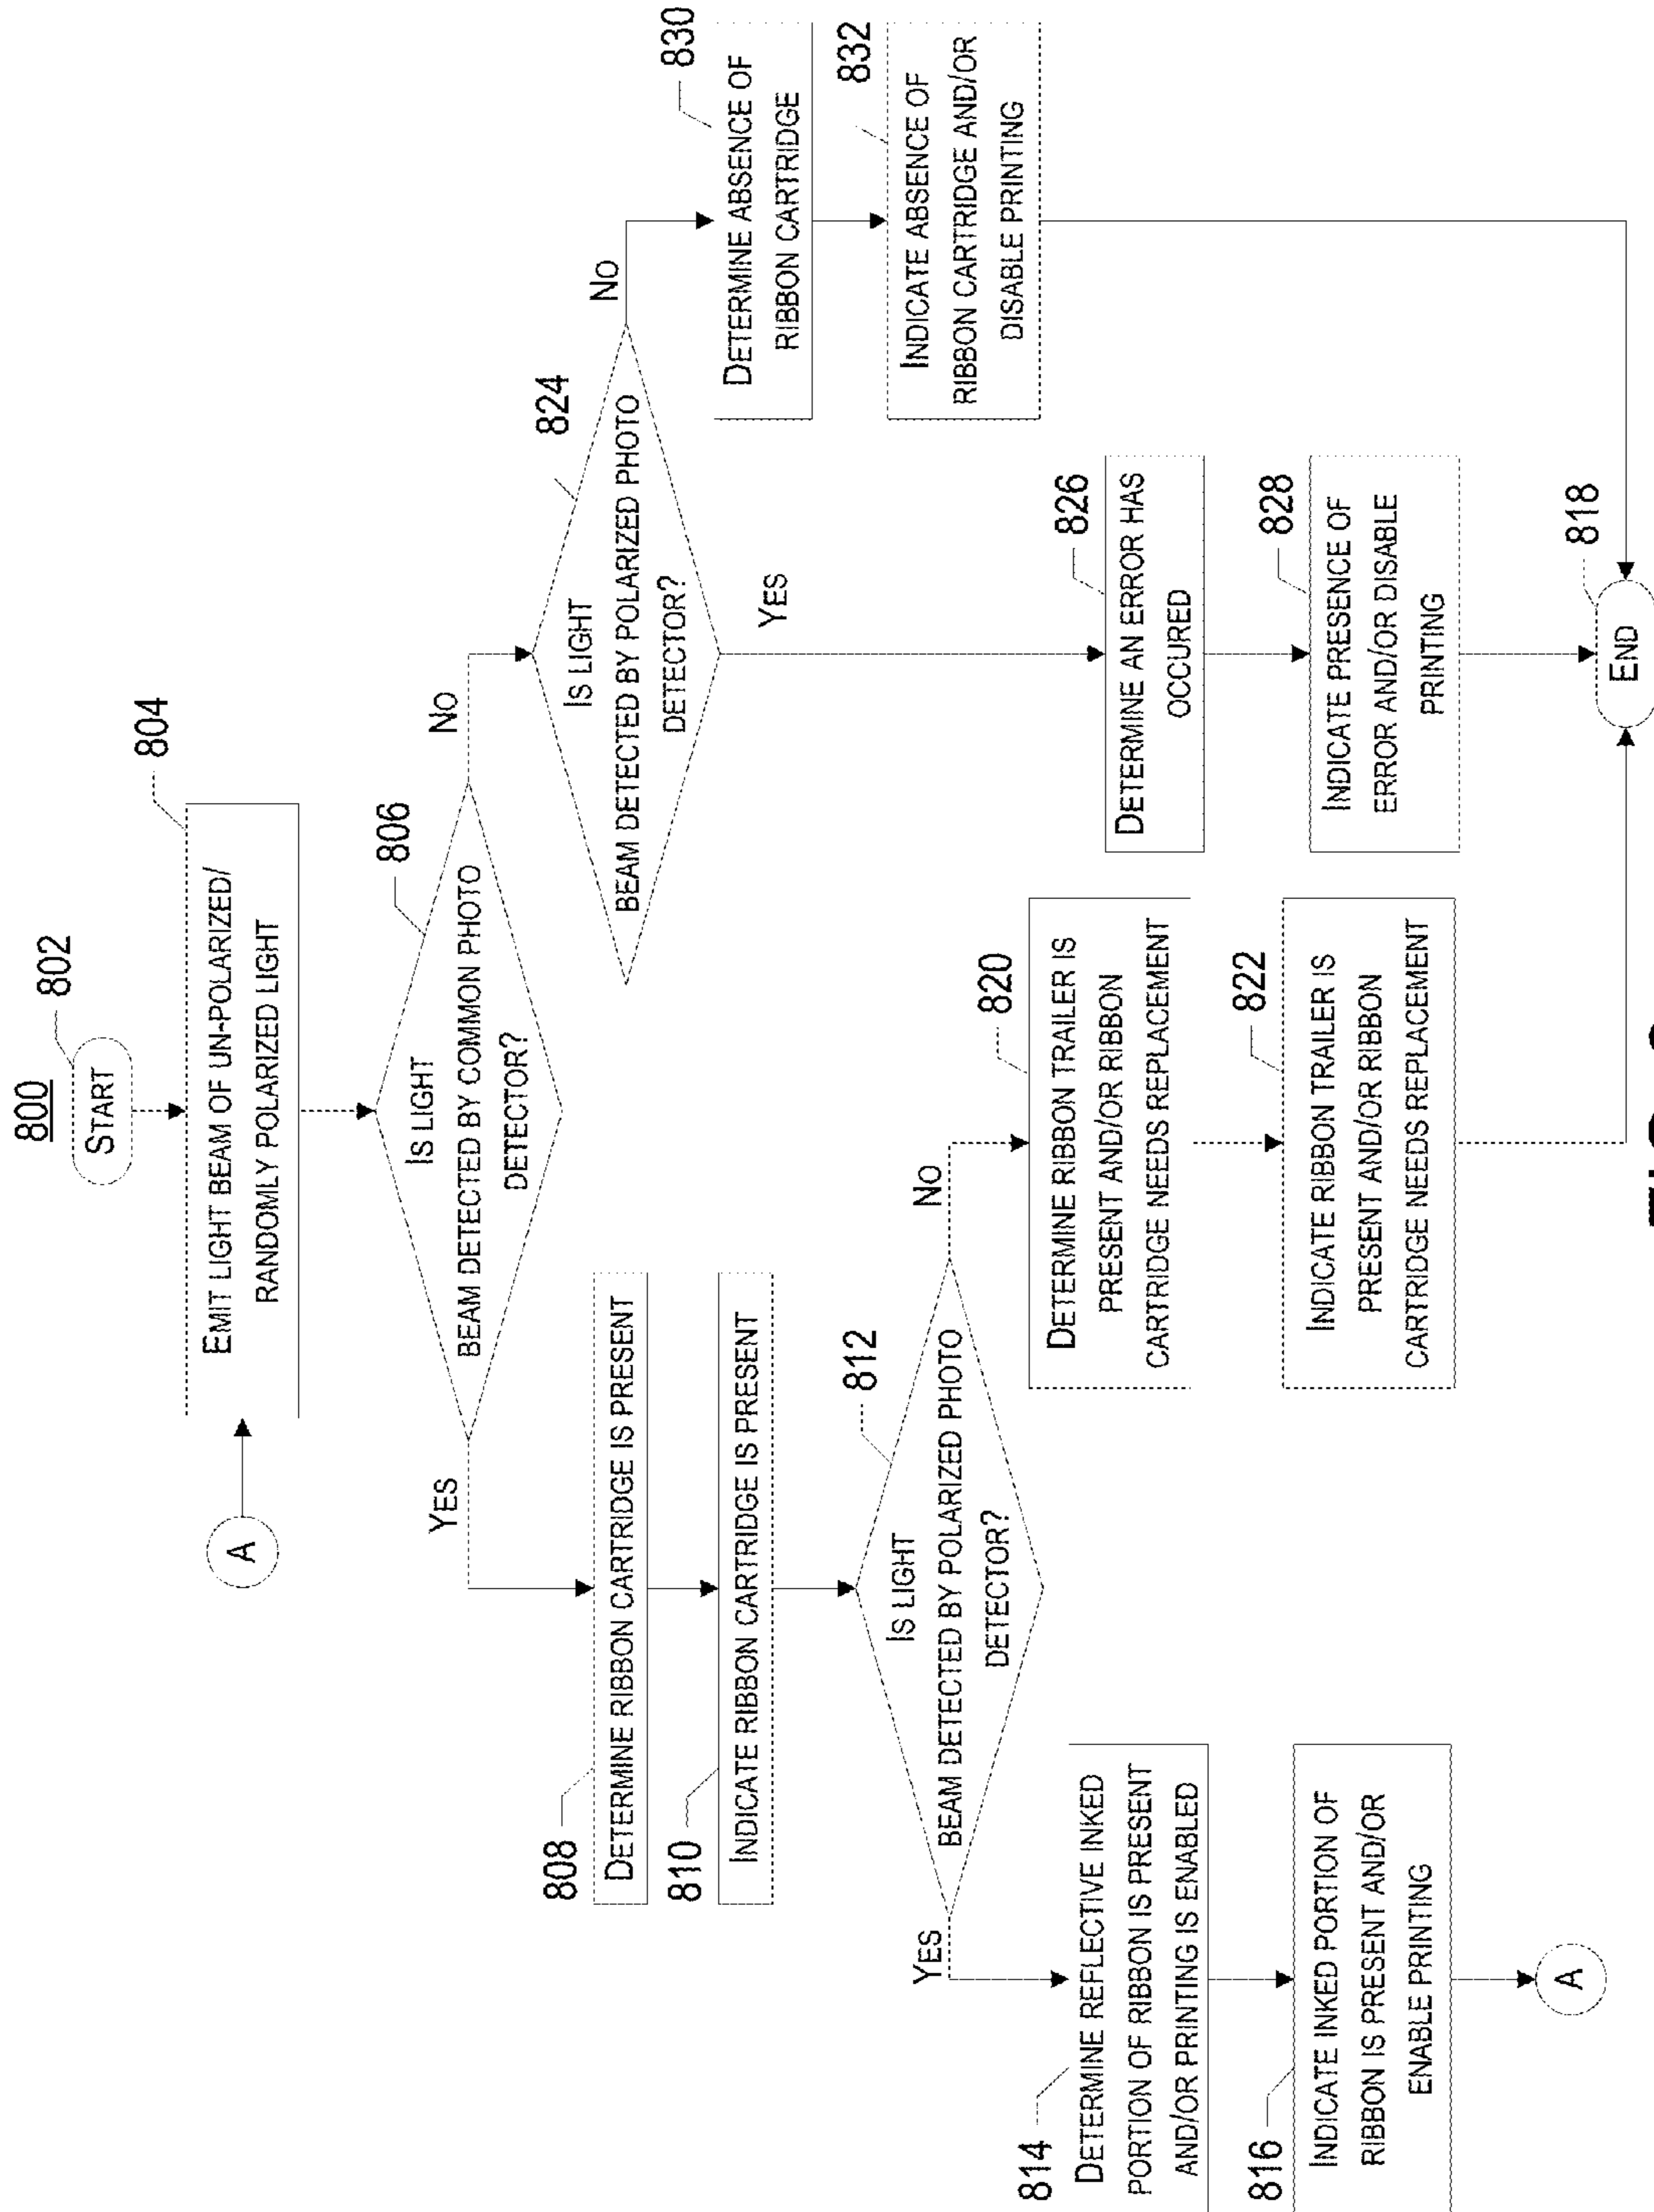 800
802
START
804
EMIT LIGHT BEAM OF UN-POLARIZED/
RANDOMLY POLARIZED LIGHT
A
806
IS LIGHT
BEAM DETECTED BY COMMON PHOTO
DETECTOR?
YES
NO
808
DETERMINE RIBBON CARTRIDGE IS PRESENT
810
INDICATE RIBBON CARTRIDGE IS PRESENT
812
IS LIGHT
BEAM DETECTED BY POLARIZED PHOTO
DETECTOR?
YES
NO
814
DETERMINE REFLECTIVE INKED
PORTION OF RIBBON IS PRESENT
AND/OR PRINTING IS ENABLED
816
INDICATE INKED PORTION OF
RIBBON IS PRESENT AND/OR
ENABLE PRINTING
A
820
DETERMINE RIBBON TRAILER IS
PRESENT AND/OR RIBBON
CARTRIDGE NEEDS REPLACEMENT
822
INDICATE RIBBON TRAILER IS
PRESENT AND/OR RIBBON
CARTRIDGE NEEDS REPLACEMENT
824
IS LIGHT
BEAM DETECTED BY POLARIZED PHOTO
DETECTOR?
YES
NO
826
DETERMINE AN ERROR HAS
OCCURED
828
INDICATE PRESENCE OF
ERROR AND/OR DISABLE
PRINTING
830
DETERMINE ABSENCE OF
RIBBON CARTRIDGE
832
INDICATE ABSENCE OF
RIBBON CARTRIDGE AND/OR
DISABLE PRINTING
818
END